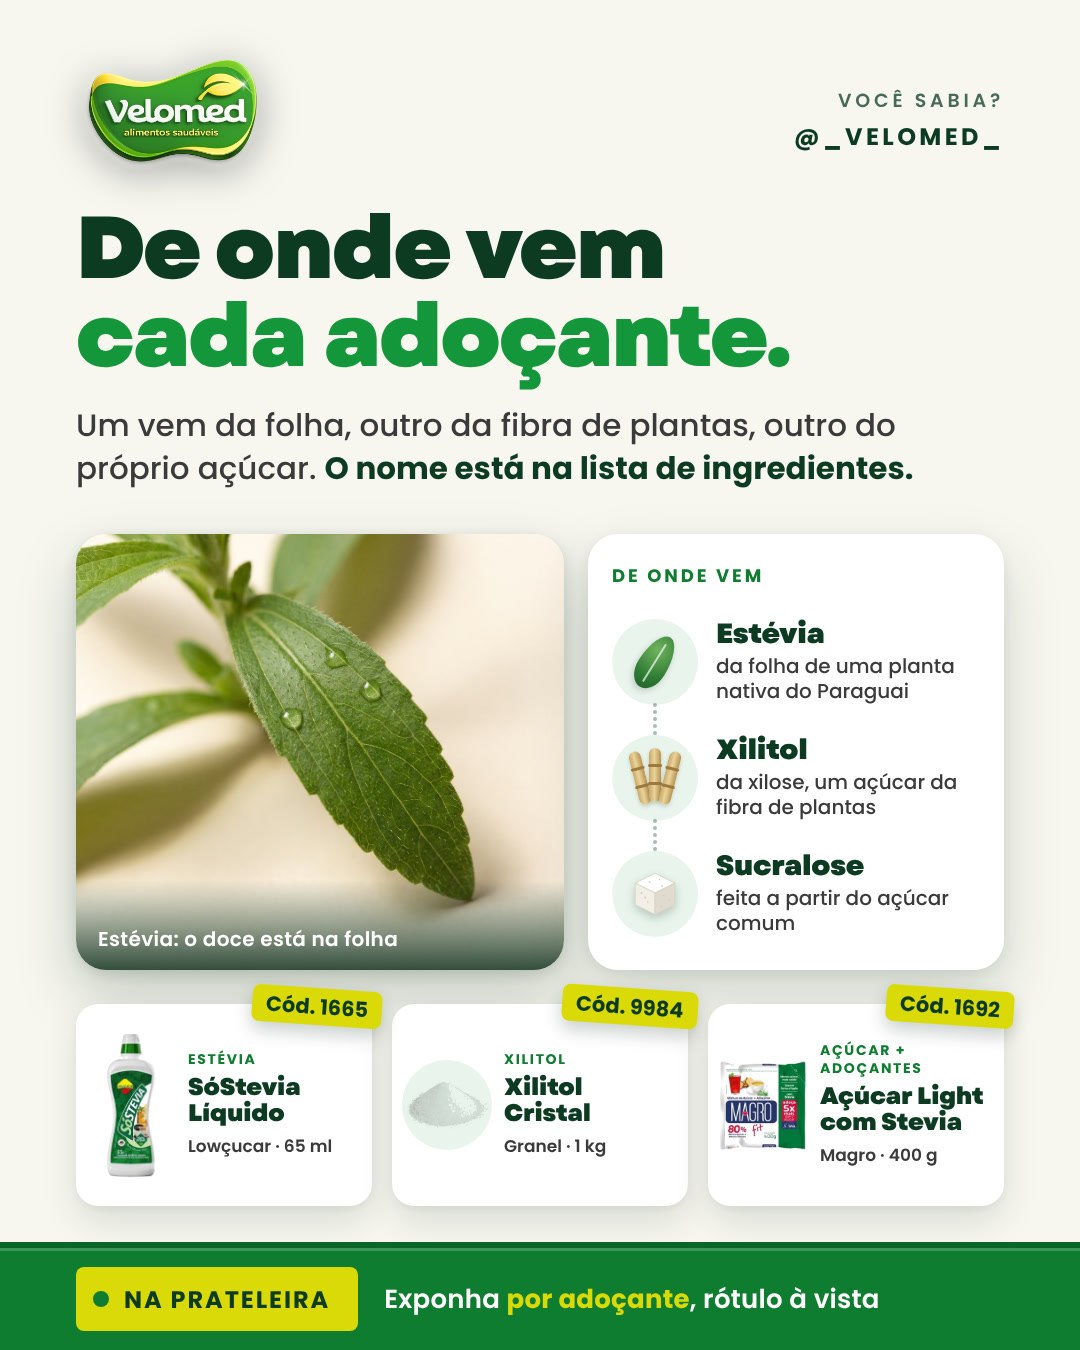 Velomed
alimentos saudáveis
VOCÊ SABIA?
@_VELOMED_
De onde vem
cada adoçante.
Um vem da folha, outro da fibra de plantas, outro do
próprio açúcar. O nome está na lista de ingredientes.
Estévia: o doce está na folha
DE ONDE VEM
Estévia
da folha de uma planta
nativa do Paraguai
Xilitol
da xilose, um açúcar da
fibra de plantas
Sucralose
feita a partir do açúcar
comum
Cód. 1665
SóSTEVIA
ESTÉVIA
SóStevia
Líquido
Lowçucar · 65 ml
Cód. 9984
XILITOL
Xilitol
Cristal
Granel · 1 kg
Cód. 1692
MAGRO
fit
80%
5x
AÇÚCAR +
ADOÇANTES
Açúcar Light
com Stevia
Magro · 400 g
NA PRATELEIRA
Exponha por adoçante, rótulo à vista